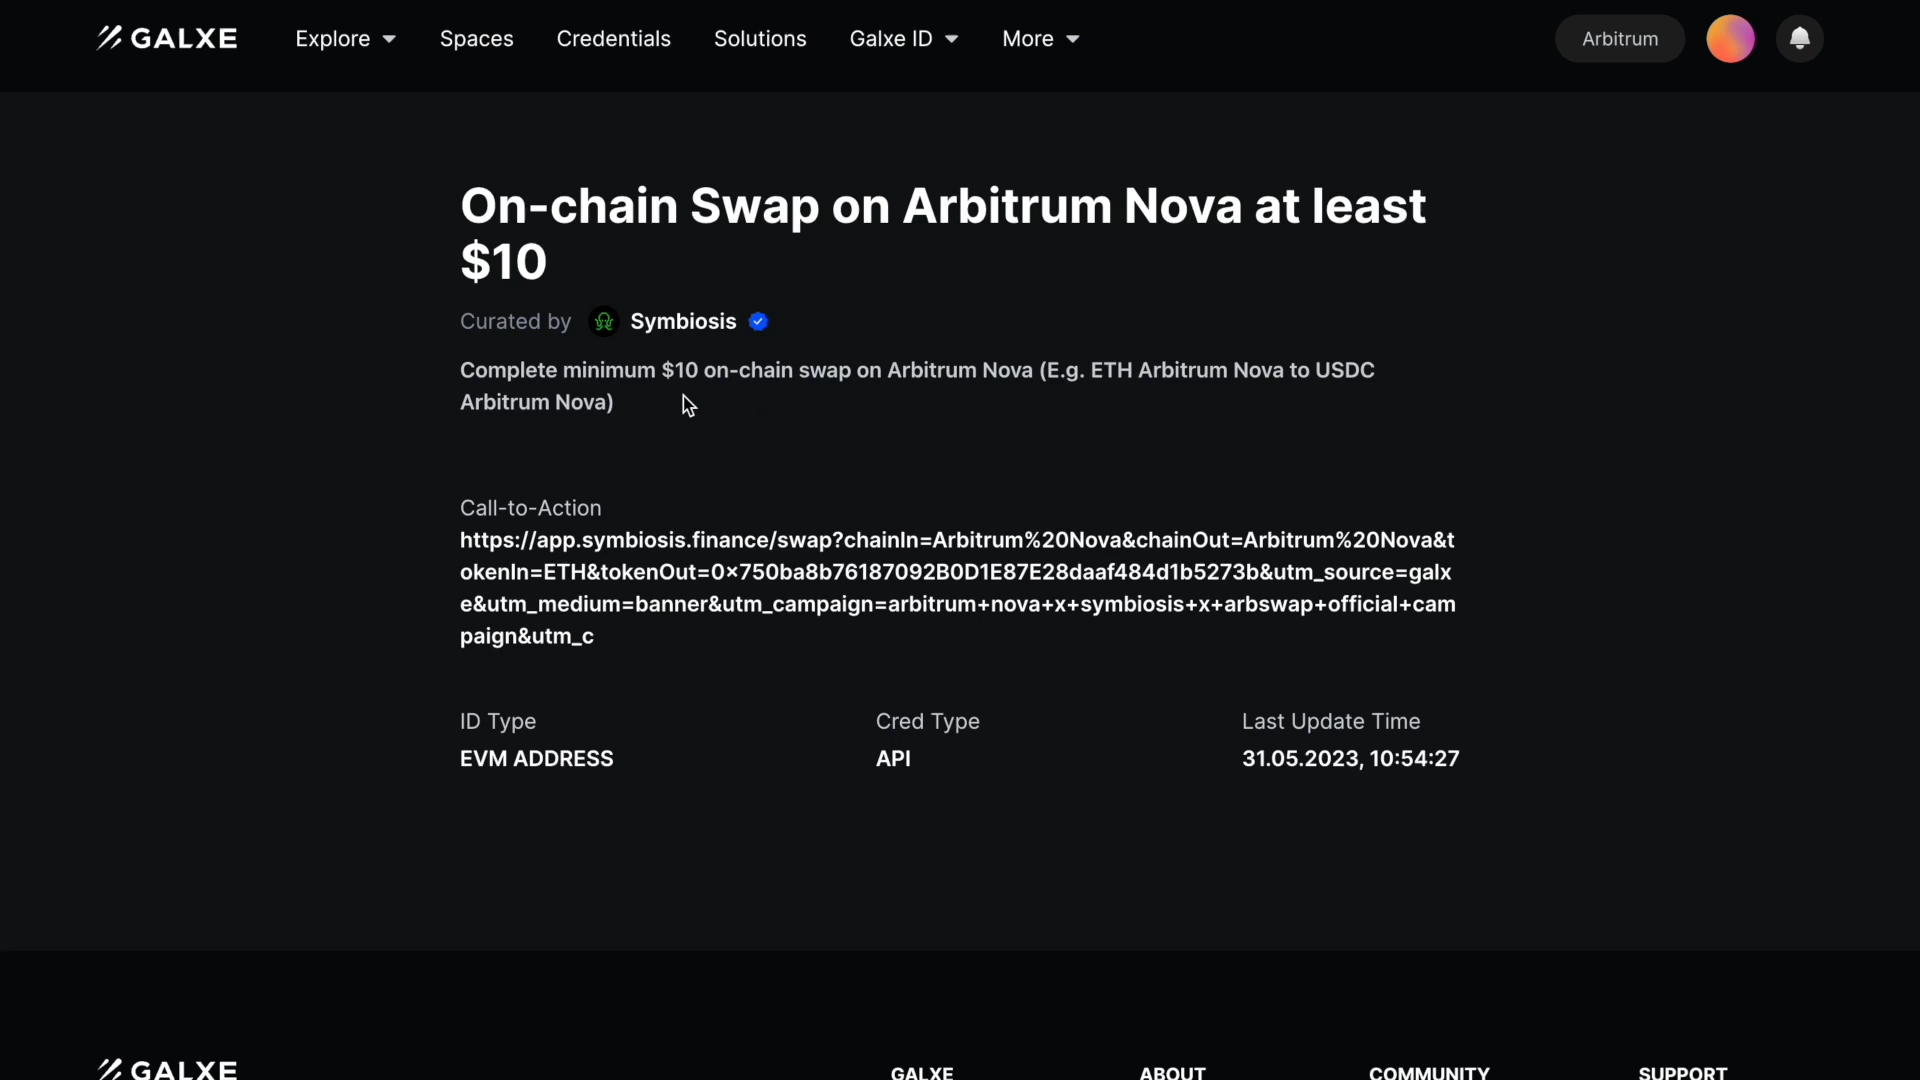 GALXE Explore Spaces Credentials Solutions Galxe ID More Arbitrum
On-chain Swap on Arbitrum Nova at least
$10
Curated by Symbiosis
Complete minimum $10 on-chain swap on Arbitrum Nova (E.g. ETH Arbitrum Nova to USDC
Arbitrum Nova)
Call-to-Action
https://app.symbiosis.finance/swap?chainIn=Arbitrum%20Nova&chainOut=Arbitrum%20Nova&t
okenIn=ETH&tokenOut=0x750ba8b76187092B0D1E87E28daaf484d1b5273b&utm_source=galx
e&utm_medium=banner&utm_campaign=arbitrum+nova+x+symbiosis+x+arbswap+official+cam
paign&utm_c
ID Type Cred Type Last Update Time
EVM ADDRESS API 31.05.2023, 10:54:27
GALXE GALXE ABOUT COMMUNITY SUPPORT